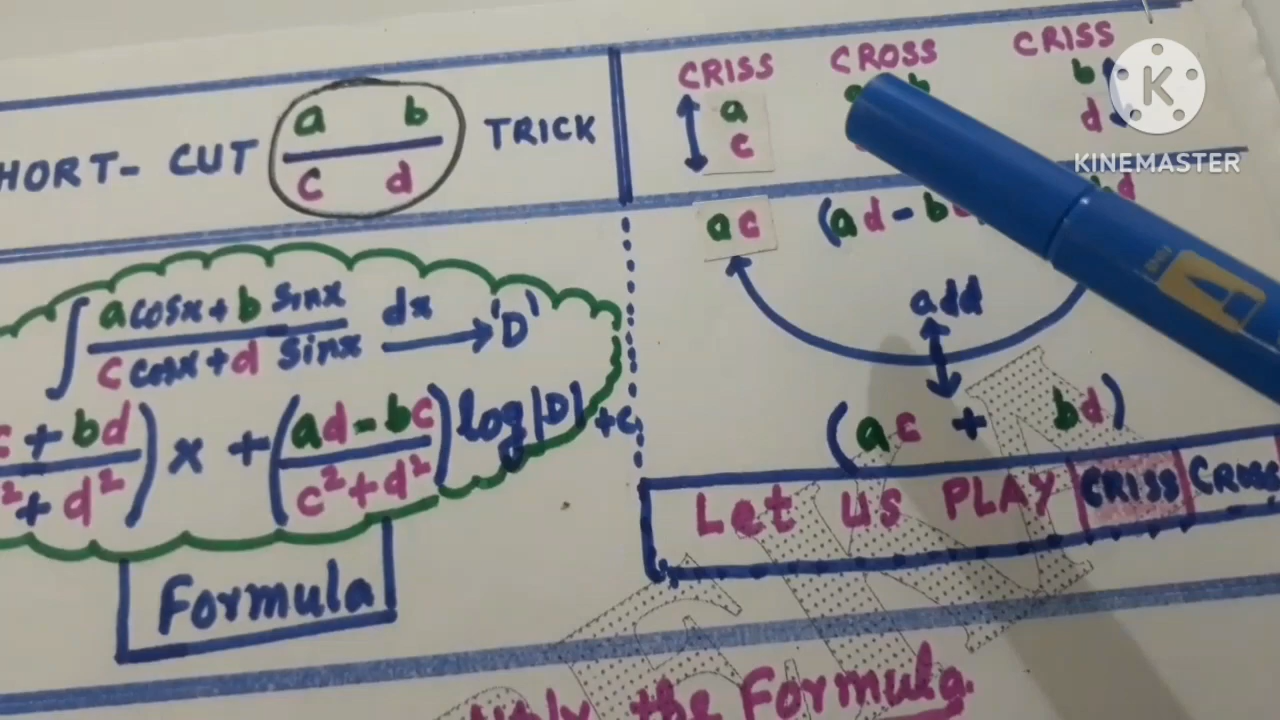 HORT- CUT a b TRICK
c d
CRISS CROSS CRISS
a b
c d
K
KINEMASTER
ac (ad-b d
add
(ac + bd)
∫ acosx+b sinx dx → 'D'
c cosx+d sinx
c + bd ) x + ( ad-bc ) log|D| +c
² + d² c²+d²
Formula
Let us PLAY CRISS CROSS
the Formula.